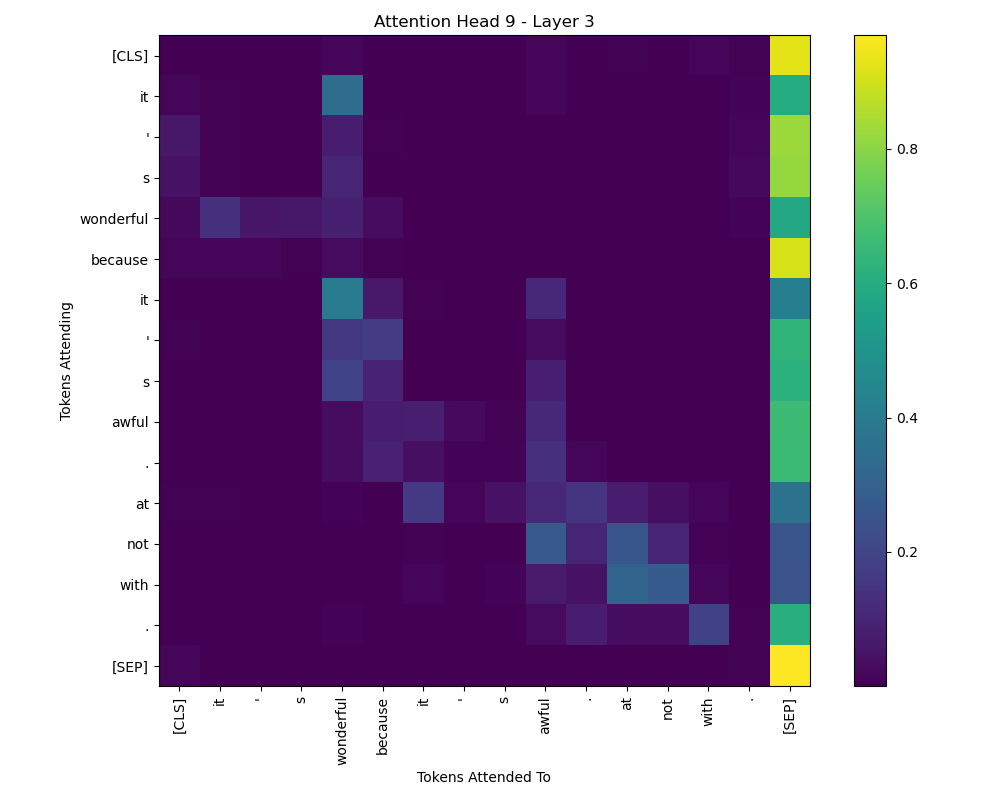 Attention Head 9 - Layer 3
[CLS]
it
'
s
wonderful
because
it
'
s
awful
.
at
not
with
.
[SEP]
Tokens Attending
[CLS]
it
'
s
wonderful
because
it
'
s
awful
.
at
not
with
.
[SEP]
Tokens Attended To
0.8
0.6
0.4
0.2